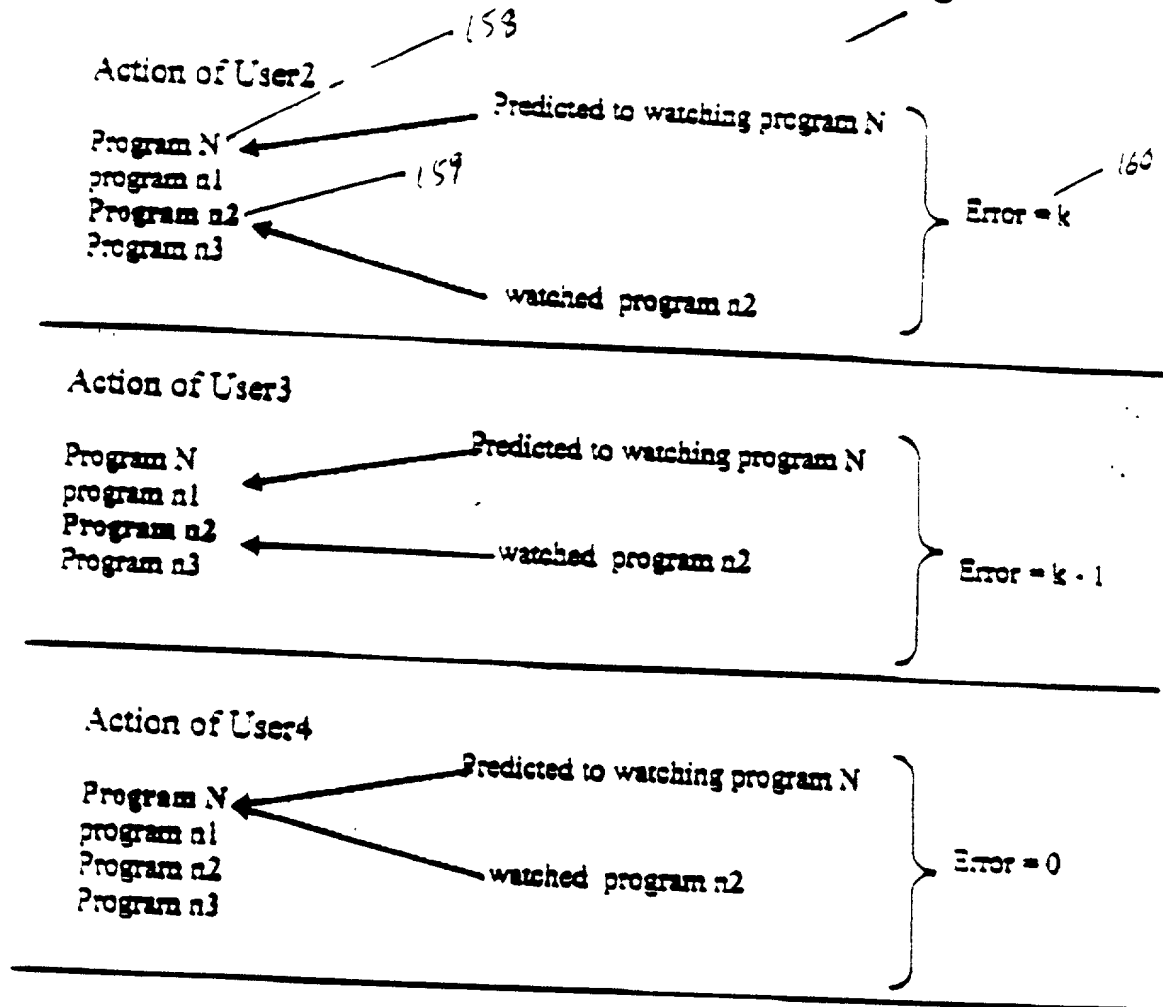 158
Action of User2
Predicted to watching program N
Program N
program n1
159
160
Program n2
Error = k
Program n3
watched program n2
Action of User3
Predicted to watching program N
Program N
program n1
Program n2
watched program n2
Program n3
Error = k - 1
Action of User4
Predicted to watching program N
Program N
program n1
Program n2
watched program n2
Error = 0
Program n3